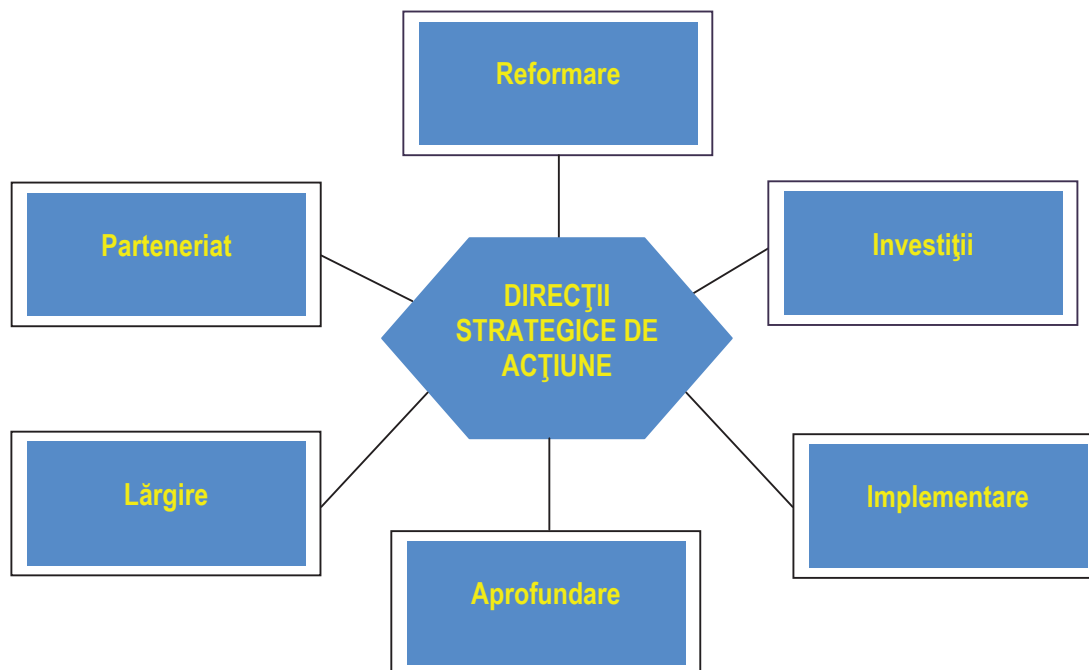 Reformare
Parteneriat
Investiţii
DIRECŢII
STRATEGICE DE
ACŢIUNE
Lărgire
Implementare
Aprofundare